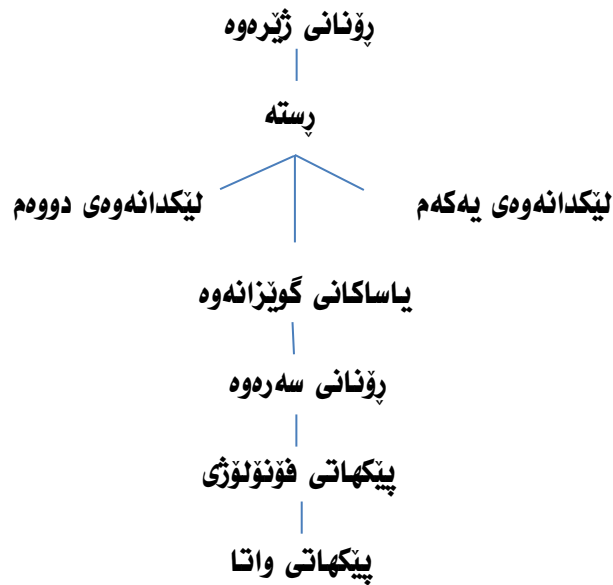 ڕۆنانی ژێرەوە
ڕستە
لێکدانەوەی یەکەم
لێکدانەوەی دووەم
یاساکانی گوێزانەوە
ڕۆنانی سەرەوە
پێکهاتی فۆنۆلۆژی
پێکهاتی واتا